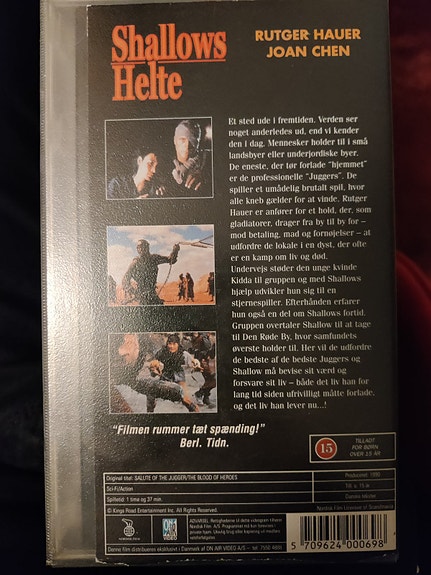 Shallows
Helte
RUTGER HAUER
JOAN CHEN
Et sted ude i fremtiden. Verden ser
noget anderledes ud, end vi kender
den i dag. Mennesker holder til i små
landsbyer eller underjordiske byer.
De eneste, der tør forlade "hjemmet"
er de professionelle "Juggers". De
spiller et umådelig brutalt spil, hvor
alle kneb gælder for at vinde. Rutger
Hauer er anfører for et hold, der, som
gladiatorer, drager fra by til by for –
mod betaling, mad og fornøjelser – at
udfordre de lokale i en dyst, der ofte
er en kamp om liv og død.
Undervejs støder den unge kvinde
Kidda til gruppen og med Shallows
hjælp udvikler hun sig til en
stjernespiller. Efterhånden erfarer
hun også en del om Shallows fortid.
Gruppen overtaler Shallow til at tage
til Den Røde By, hvor samfundets
øverste holder til. Her vil de udfordre
de bedste af de bedste Juggers og
Shallow må bevise sit værd og
forsvare sit liv – både det liv han for
lang tid siden ufrivilligt måtte forlade,
og det liv han lever nu...!
"Filmen rummer tæt spænding!"
Berl. Tidn.
15
TILLADT
FOR BØRN
OVER 15 ÅR
Original titel: SALUTE OF THE JUGGER/THE BLOOD OF HEROES
Produceret: 1990
Sci-Fi/Action
Till. o. 15 år
Spilletid: 1 time og 37 min.
Danske tekster
© Kings Road Entertainment Inc. All Rights Reserved.
Denne film distribueres eksklusivt i Danmark af ON AIR VIDEO A/S
5 709624 000698